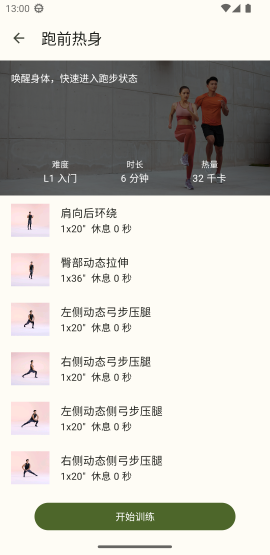 13:00
跑前热身
唤醒身体，快速进入跑步状态
难度 时长 热量
L1 入门 6 分钟 32 千卡
肩向后环绕
1x20" 休息 0 秒
臀部动态拉伸
1x36" 休息 0 秒
左侧动态弓步压腿
1x20" 休息 0 秒
右侧动态弓步压腿
1x20" 休息 0 秒
左侧动态侧弓步压腿
1x20" 休息 0 秒
右侧动态侧弓步压腿
1x20" 休息 0 秒
开始训练